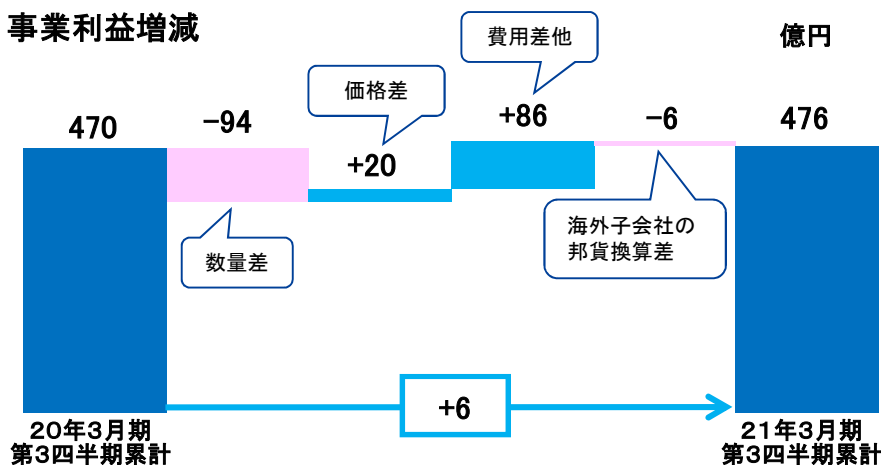 事業利益増減
億円
470
-94
数量差
価格差
+20
費用差他
+86
-6
海外子会社の
邦貨換算差
476
+6
20年3月期
第3四半期累計
21年3月期
第3四半期累計